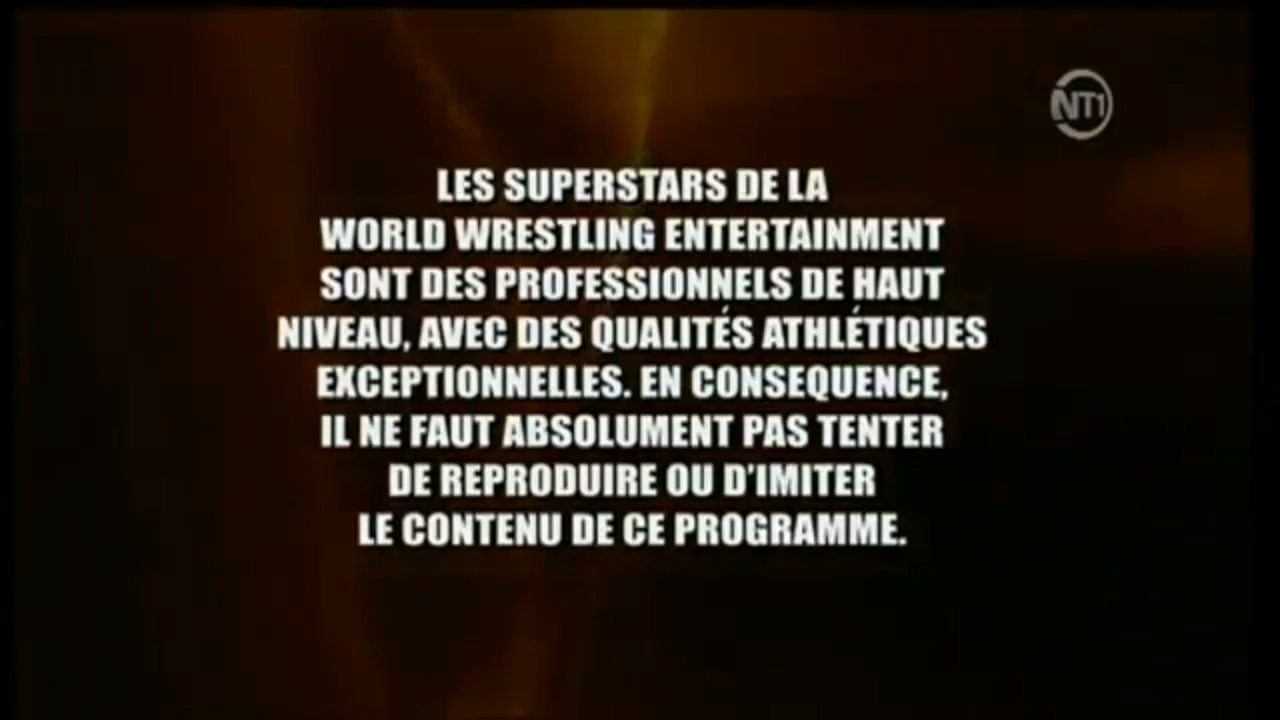 NT1
LES SUPERSTARS DE LA
WORLD WRESTLING ENTERTAINMENT
SONT DES PROFESSIONNELS DE HAUT
NIVEAU, AVEC DES QUALITÉS ATHLÉTIQUES
EXCEPTIONNELLES. EN CONSEQUENCE,
IL NE FAUT ABSOLUMENT PAS TENTER
DE REPRODUIRE OU D'IMITER
LE CONTENU DE CE PROGRAMME.